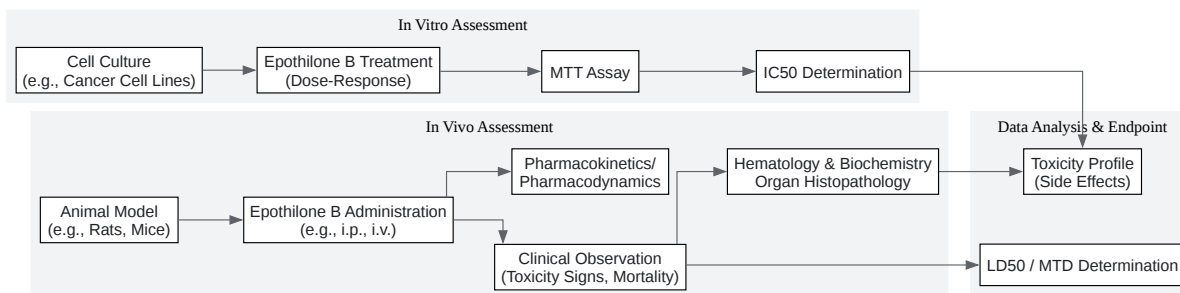 In Vitro Assessment
Cell Culture
(e.g., Cancer Cell Lines)
Epothilone B Treatment
(Dose-Response)
MTT Assay
IC50 Determination
In Vivo Assessment
Data Analysis & Endpoint
Animal Model
(e.g., Rats, Mice)
Epothilone B Administration
(e.g., i.p., i.v.)
Pharmacokinetics/
Pharmacodynamics
Clinical Observation
(Toxicity Signs, Mortality)
Hematology & Biochemistry
Organ Histopathology
Toxicity Profile
(Side Effects)
LD50 / MTD Determination